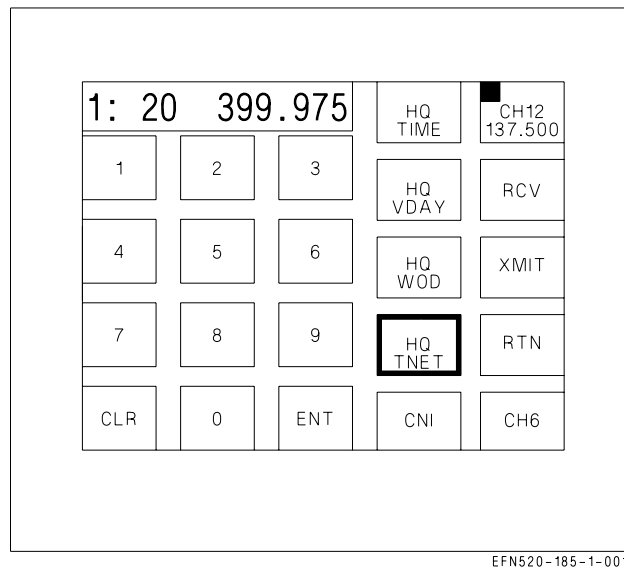 1: 20 399.975
HQ
TIME
CH12
137.500
1
2
3
HQ
VDAY
RCV
4
5
6
HQ
WOD
XMIT
7
8
9
HQ
TNET
RTN
CLR
0
ENT
CNI
CH6
EFN520-185-1-001